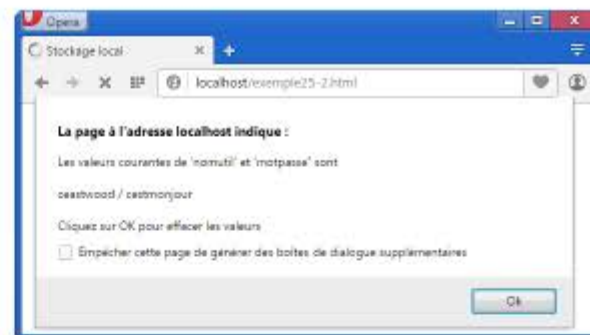 Opera
Stockage local
localhost/exemple25-2.html
La page à l'adresse localhost indique :
Les valeurs courantes de 'nomutil' et 'motpasse' sont
ceastwood / cestmonjour
Cliquez sur OK pour effacer les valeurs
Empêcher cette page de générer des boîtes de dialogue supplémentaires
Ok